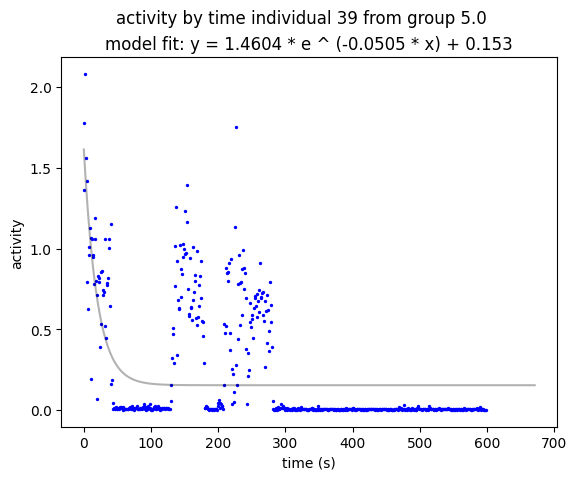 activity by time individual 39 from group 5.0
model fit: y = 1.4604 * e ^ (-0.0505 * x) + 0.153
2.0
1.5
1.0
0.5
0.0
activity
0 100 200 300 400 500 600 700
time (s)